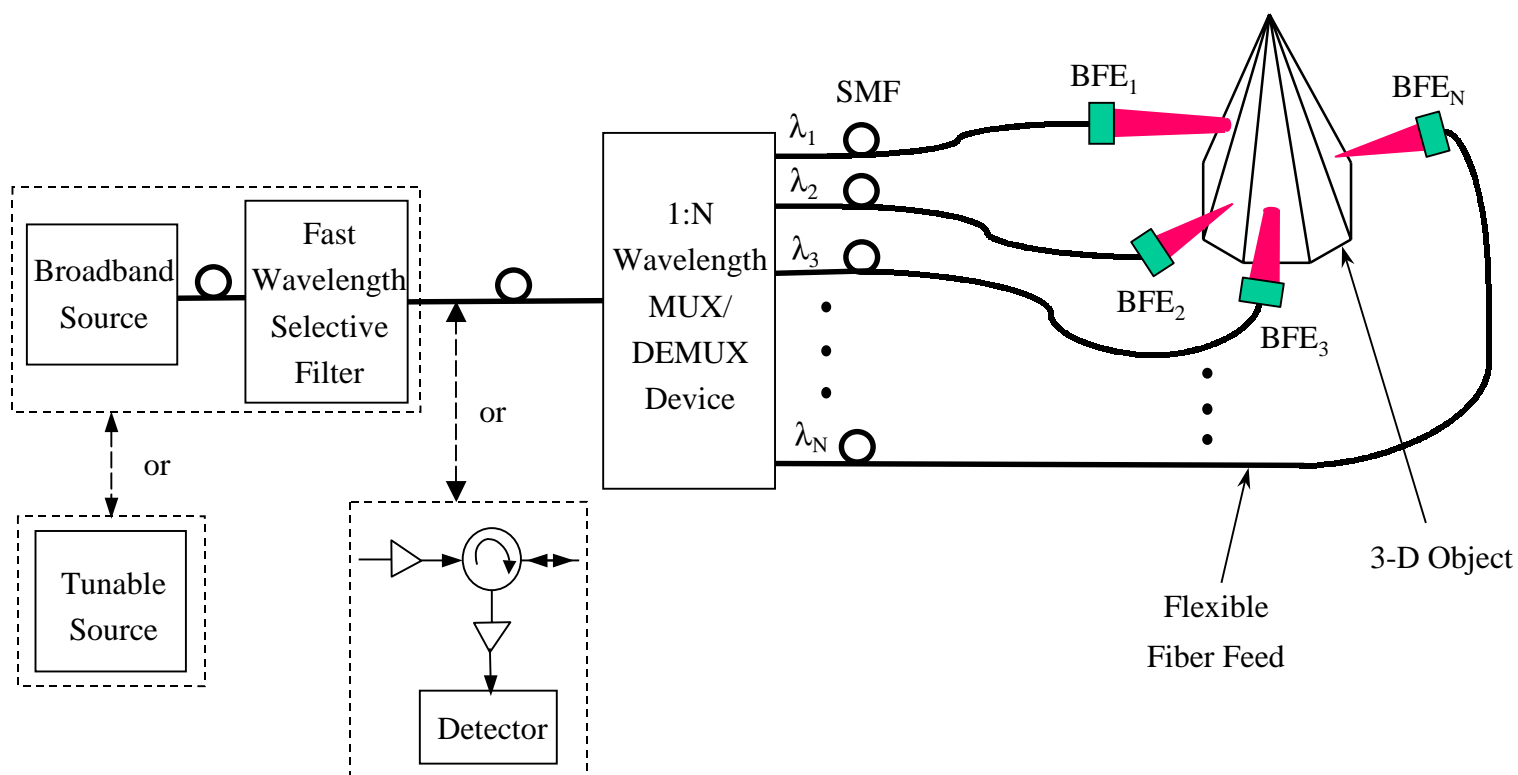 Broadband
Source
Fast
Wavelength
Selective
Filter
or
Tunable
Source
or
Detector
1:N
Wavelength
MUX/
DEMUX
Device
λ1
λ2
λ3
λN
SMF
BFE1
BFE2
BFE3
BFEN
3-D Object
Flexible
Fiber Feed